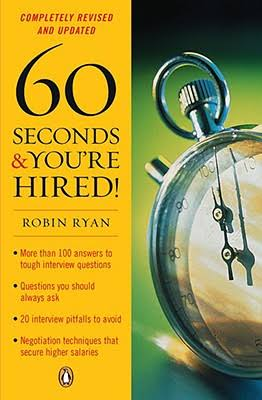 COMPLETELY REVISED
AND UPDATED
60
SECONDS
&YOU'RE
HIRED!
ROBIN RYAN
• More than 100 answers to
tough interview questions
• Questions you should
always ask
• 20 interview pitfalls to avoid
• Negotiation techniques that
secure higher salaries